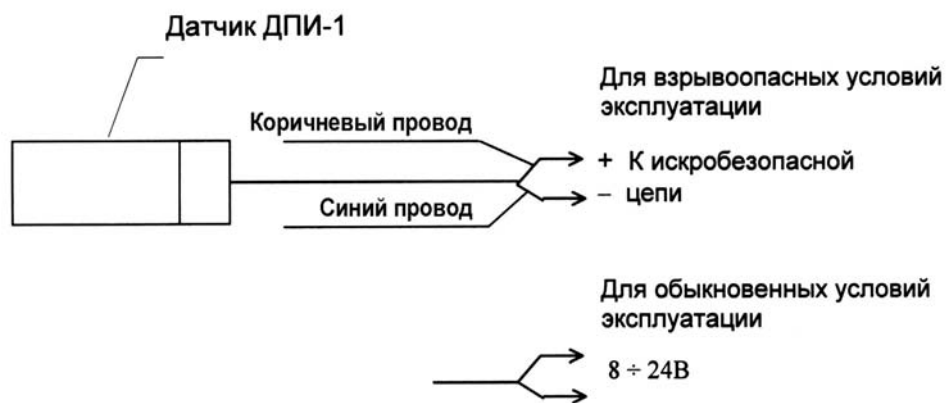 Датчик ДПИ-1
Для взрывоопасных условий
эксплуатации
Коричневый провод
+ К искробезопасной
− цепи
Синий провод
Для обыкновенных условий
эксплуатации
8 ÷ 24В